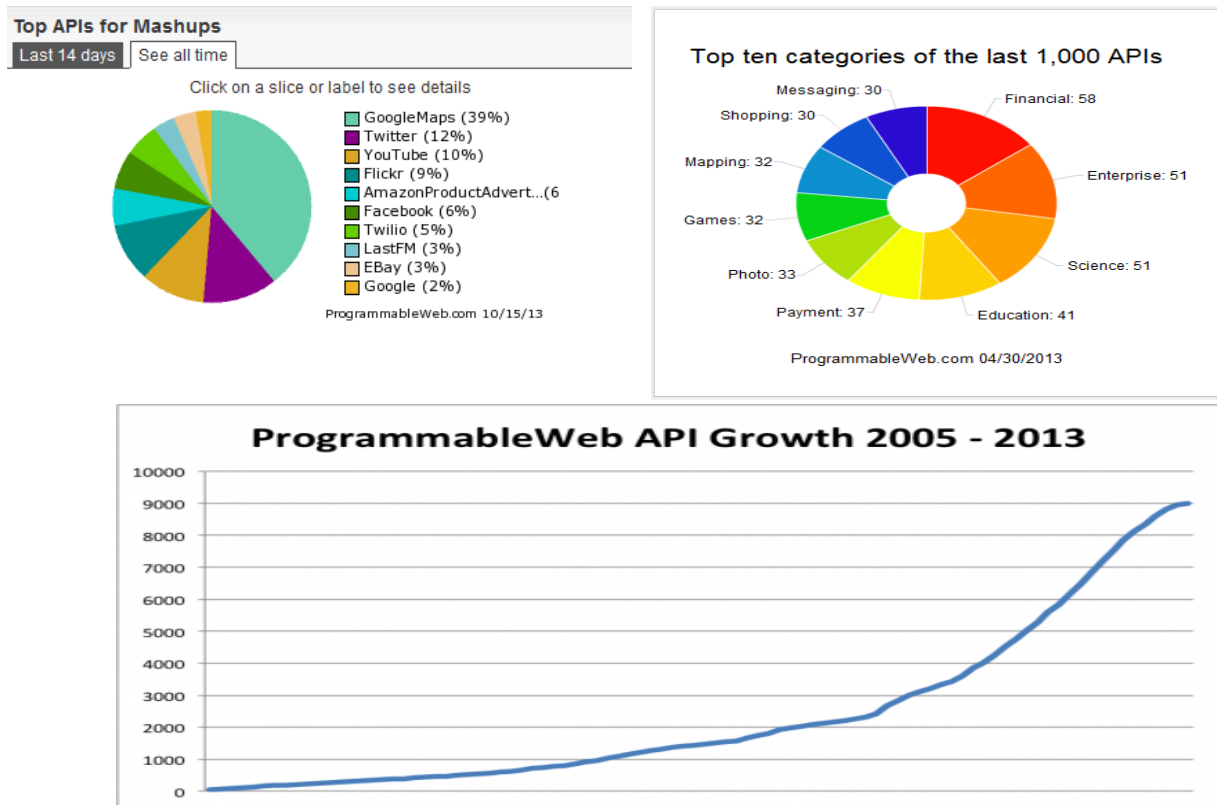 Top APIs for Mashups
Last 14 days See all time
Click on a slice or label to see details
GoogleMaps (39%)
Twitter (12%)
YouTube (10%)
Flickr (9%)
AmazonProductAdvert...(6
Facebook (6%)
Twilio (5%)
LastFM (3%)
EBay (3%)
Google (2%)
ProgrammableWeb.com 10/15/13
Top ten categories of the last 1,000 APIs
Messaging: 30
Financial: 58
Shopping: 30
Mapping: 32
Enterprise: 51
Games: 32
Science: 51
Photo: 33
Payment: 37
Education: 41
ProgrammableWeb.com 04/30/2013
ProgrammableWeb API Growth 2005 - 2013
10000
9000
8000
7000
6000
5000
4000
3000
2000
1000
0